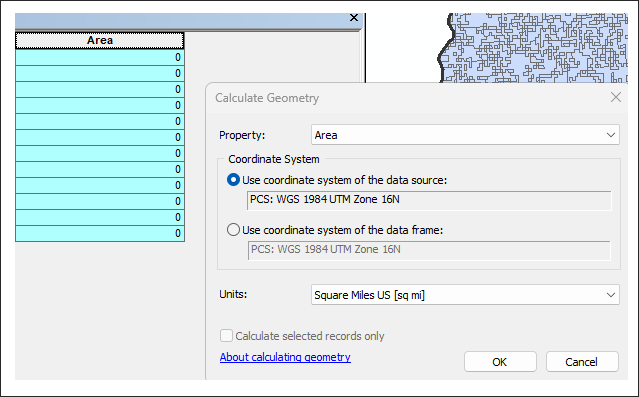 Area
0
0
0
0
0
0
0
0
0
0
0
0
Calculate Geometry
Property:
Area
Coordinate System
Use coordinate system of the data source:
PCS: WGS 1984 UTM Zone 16N
Use coordinate system of the data frame:
PCS: WGS 1984 UTM Zone 16N
Units:
Square Miles US [sq mi]
Calculate selected records only
About calculating geometry
OK
Cancel